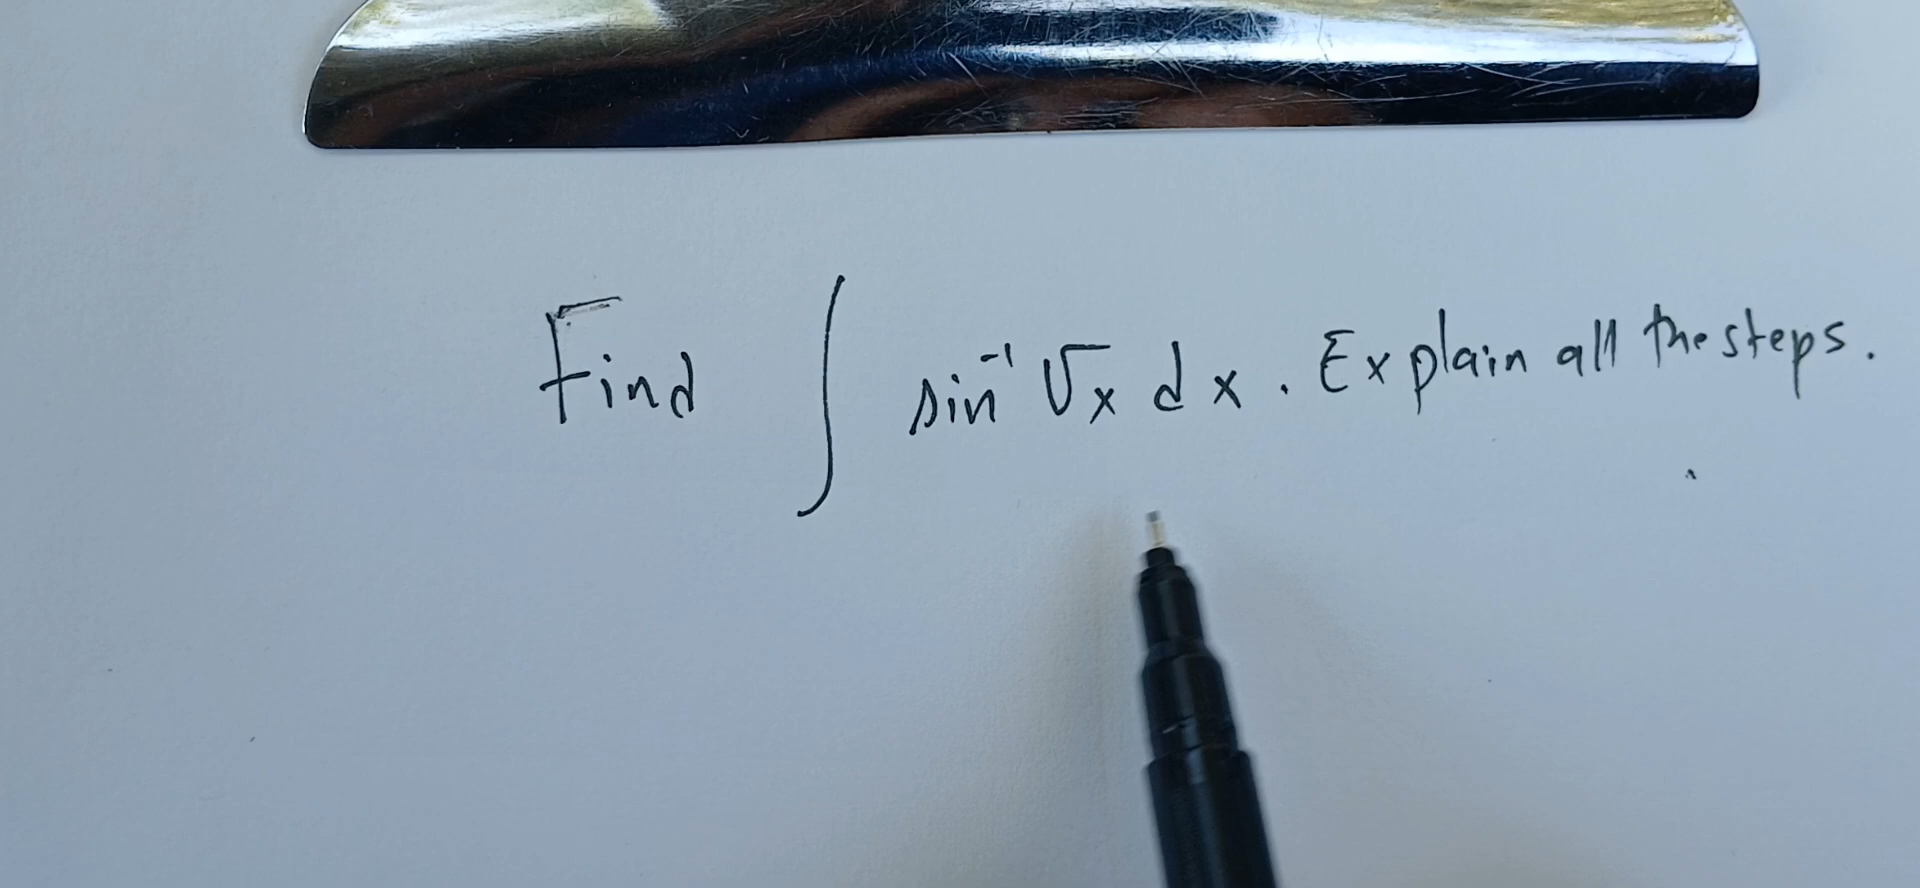 Find ∫ sin⁻¹ √x dx. Explain all the steps.